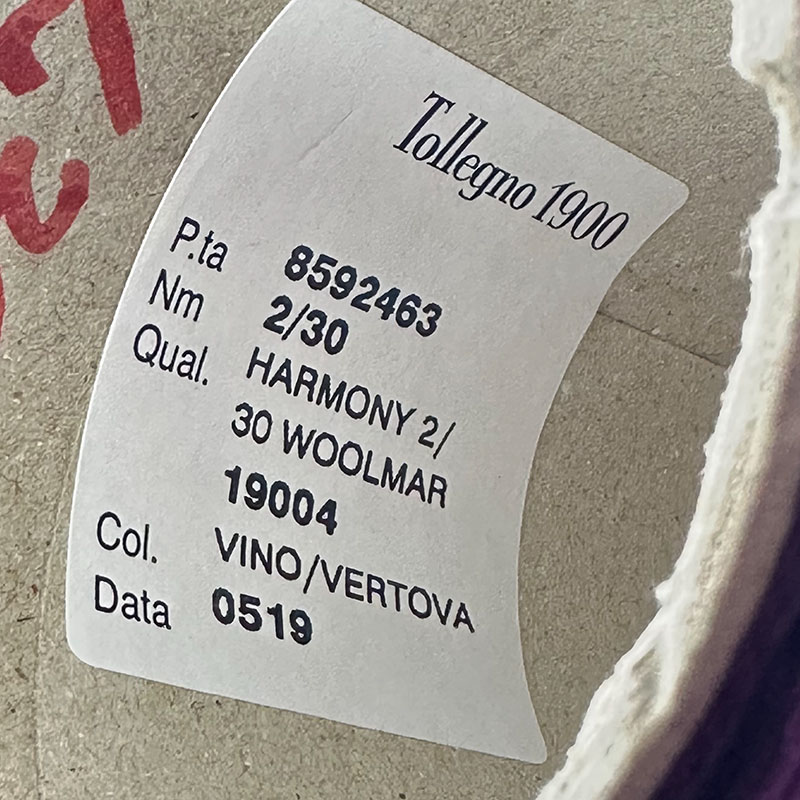 Tollegno 1900
P.ta 8592463
Nm 2/30
Qual. HARMONY 2/
30 WOOLMAR
19004
Col. VINO/VERTOVA
Data 0519